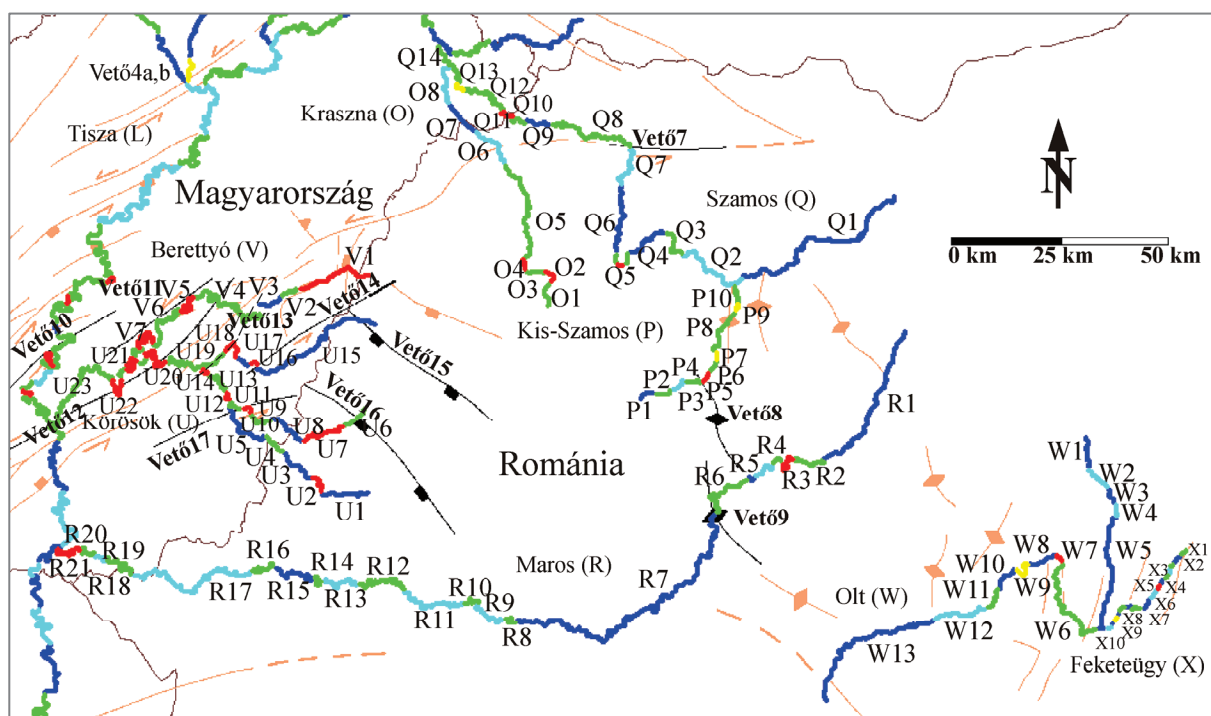 Q14
Q13
Vető4a,b
O8
Q12
Q10
Kraszna (O)
Q11
Q8
Tisza (L)
Q7
Q9
Vető7
O6
Q7
Magyarország
Szamos (Q)
N
Q1
O5
Q6
Q3
Berettyó (V)
0 km 25 km 50 km
V1
O4
O2
Q5
Q4
Q2
Vető11
V5
V4
V3
O3
O1
P10
V6
V2
Vető14
P9
Vető10
V7
U18
Vető13
Kis-Szamos (P)
P8
U17
U21
U19
U16
U15
P7
U23
U20
U14
U13
Vető15
P4
P6
U22
U11
P2
P5
Vető12
U12
U9
Vető16
P1
P3
R1
Körösök (U)
U10
U8
U6
Vető8
Vető17
U5
U7
U4
W1
U3
Románia
R4
R5
R2
W2
R6
R3
U2
U1
W3
W4
Vető9
R20
R19
R16
R14
R12
W8
W7
W5
X1
R21
Maros (R)
W10
X3
X2
R18
R17
R15
R13
R10
R7
W9
X5
X4
R11
R9
Olt (W)
W11
X6
R8
W12
W6
X8
X7
X10
X9
W13
Feketeügy (X)